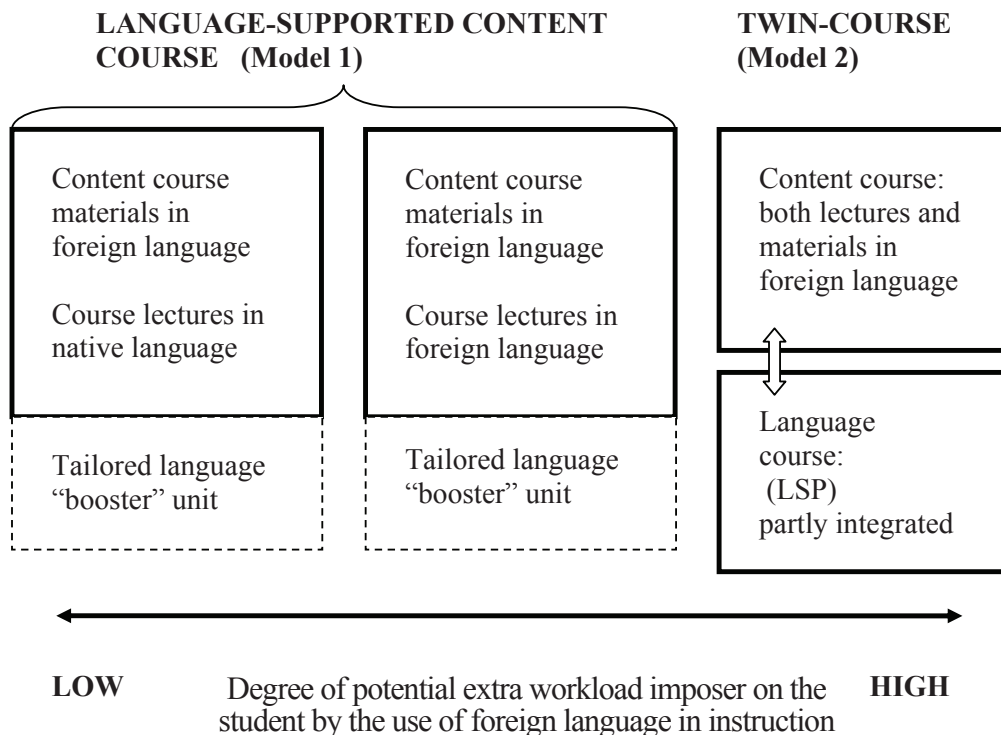 LANGUAGE-SUPPORTED CONTENT
COURSE (Model 1)
TWIN-COURSE
(Model 2)
Content course
materials in
foreign language
Course lectures in
native language
Tailored language
“booster” unit
Content course
materials in
foreign language
Course lectures in
foreign language
Tailored language
“booster” unit
Content course:
both lectures and
materials in
foreign language
Language
course:
(LSP)
partly integrated
LOW
Degree of potential extra workload imposer on the
student by the use of foreign language in instruction
HIGH